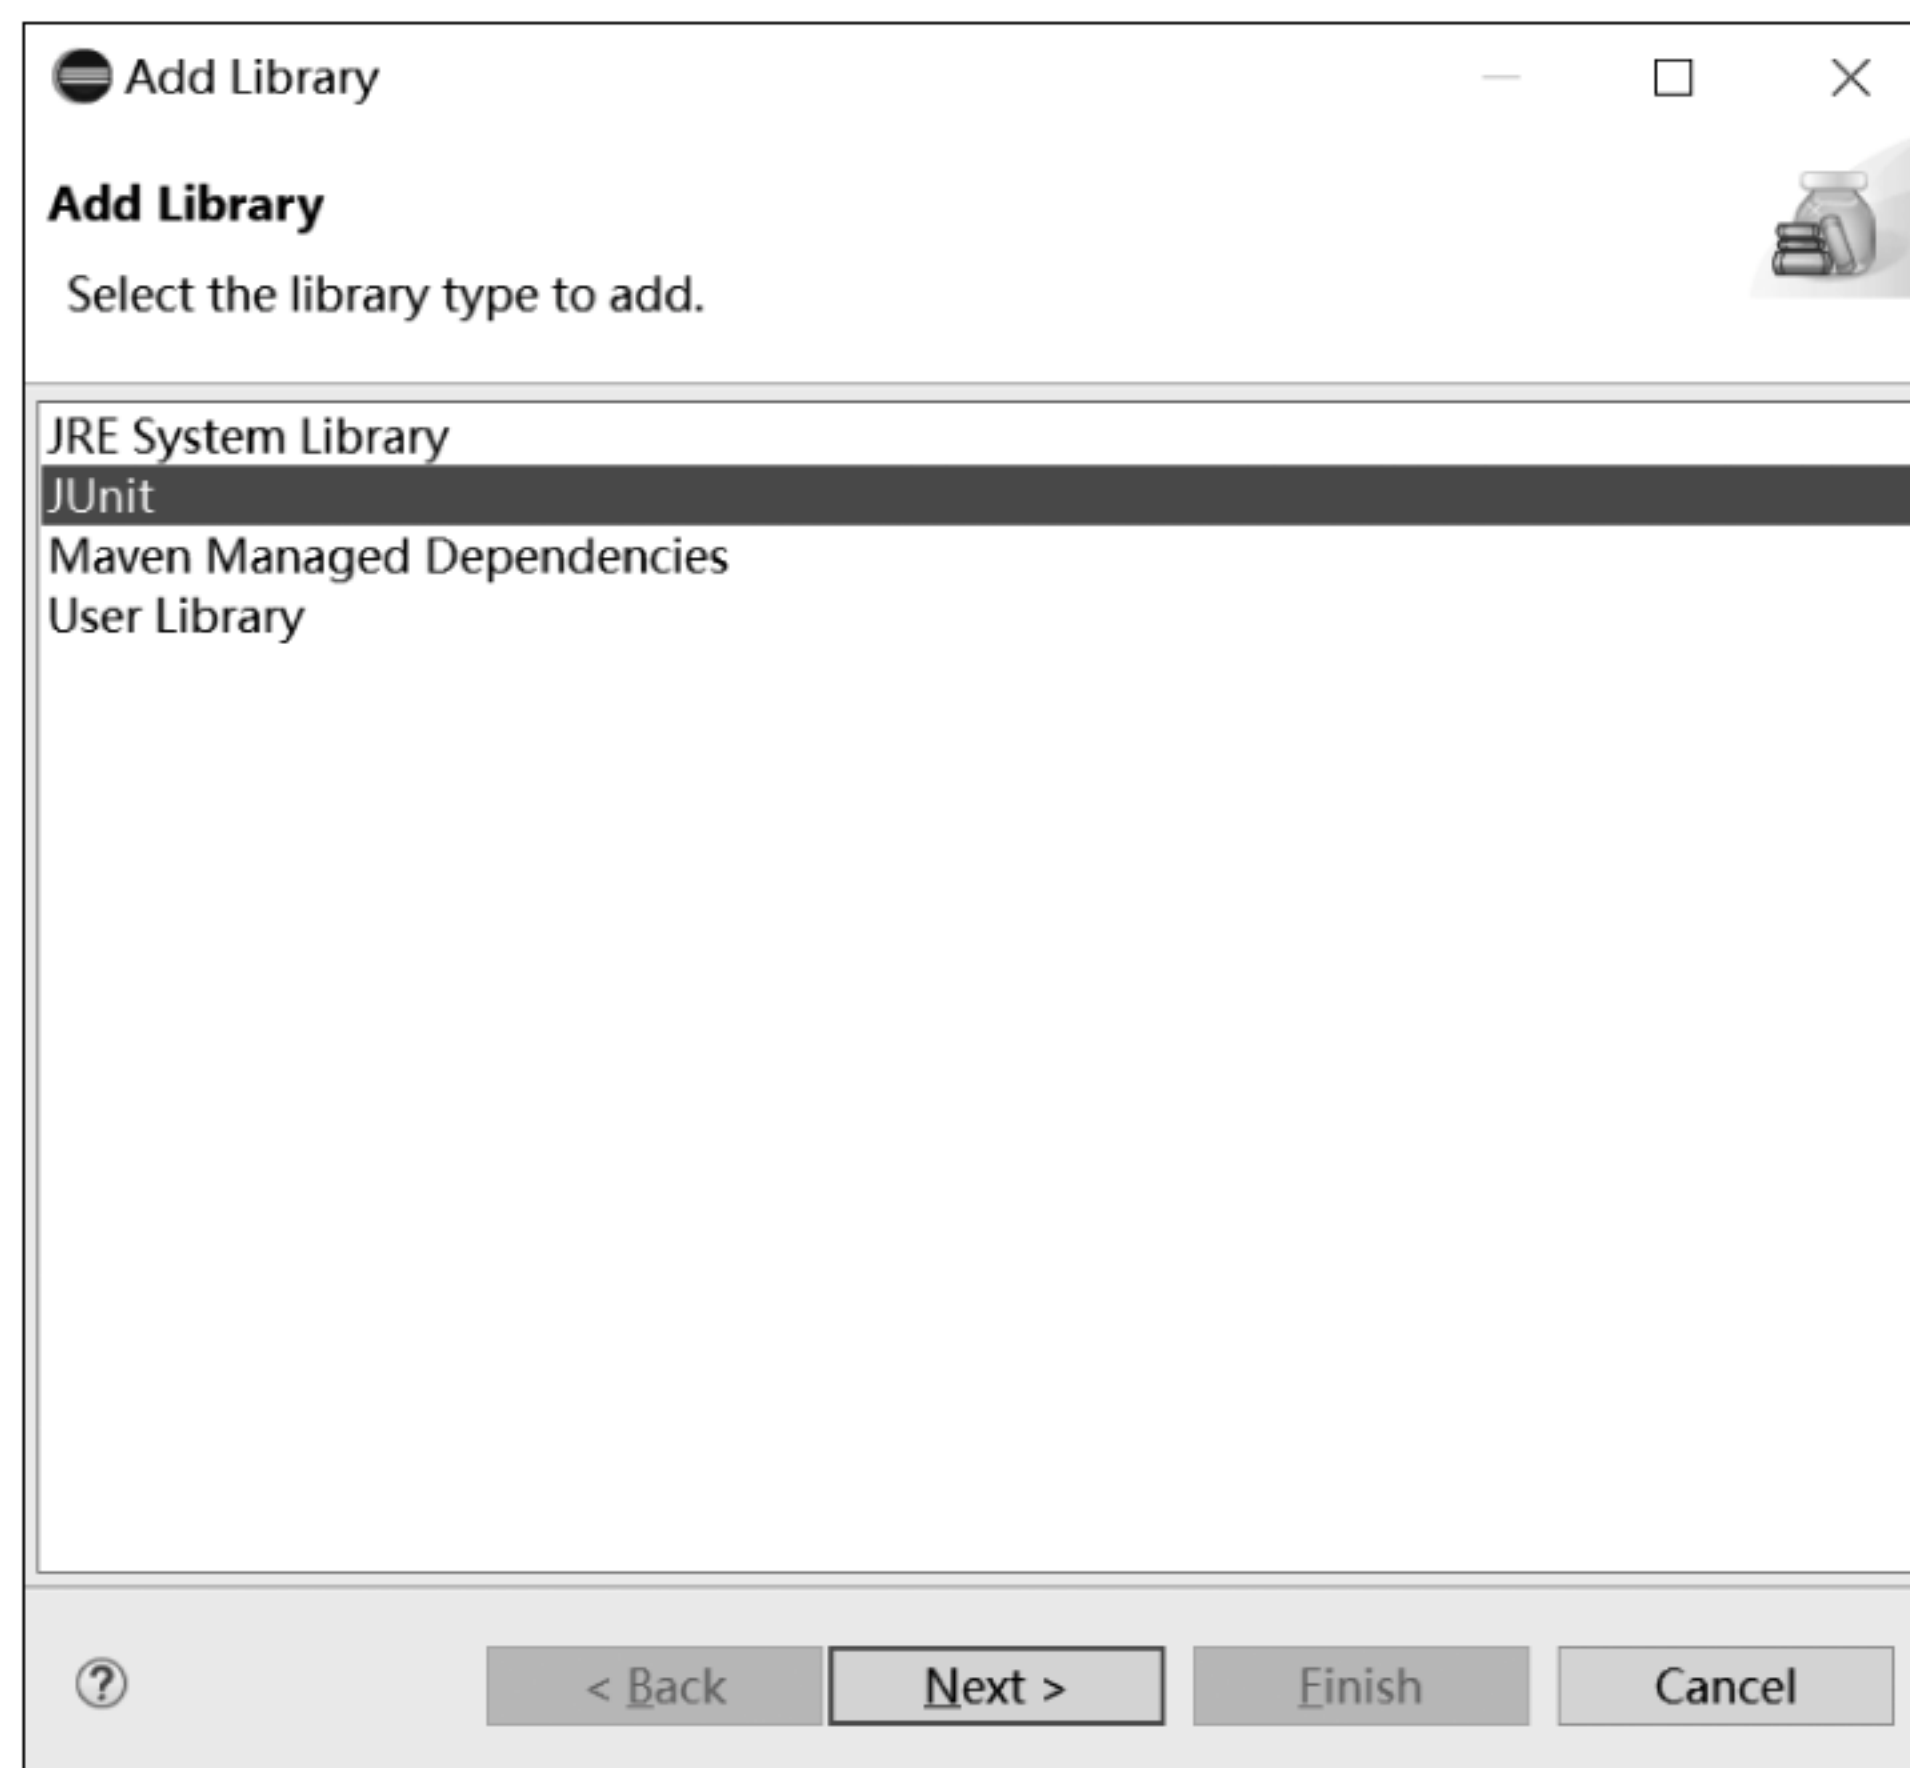 Add Library
Add Library
Select the library type to add.
JRE System Library
JUnit
Maven Managed Dependencies
User Library
? < Back Next > Finish Cancel